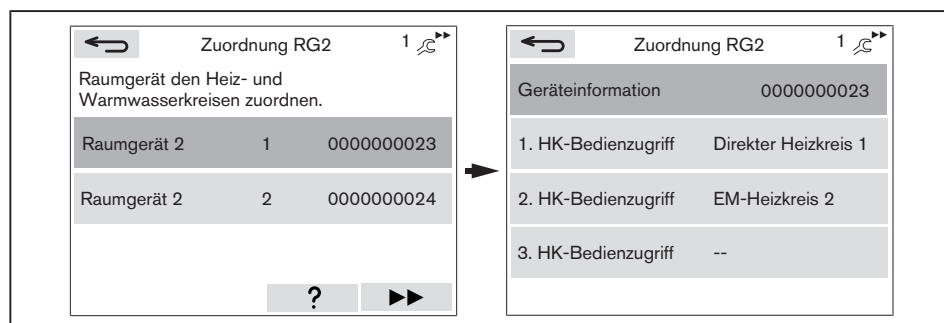 Zuordnung RG2 1
Raumgerät den Heiz- und
Warmwasserkreisen zuordnen.
Raumgerät 2 1 0000000023
Raumgerät 2 2 0000000024
?
Zuordnung RG2 1
Geräteinformation 0000000023
1. HK-Bedienzugriff Direkter Heizkreis 1
2. HK-Bedienzugriff EM-Heizkreis 2
3. HK-Bedienzugriff --